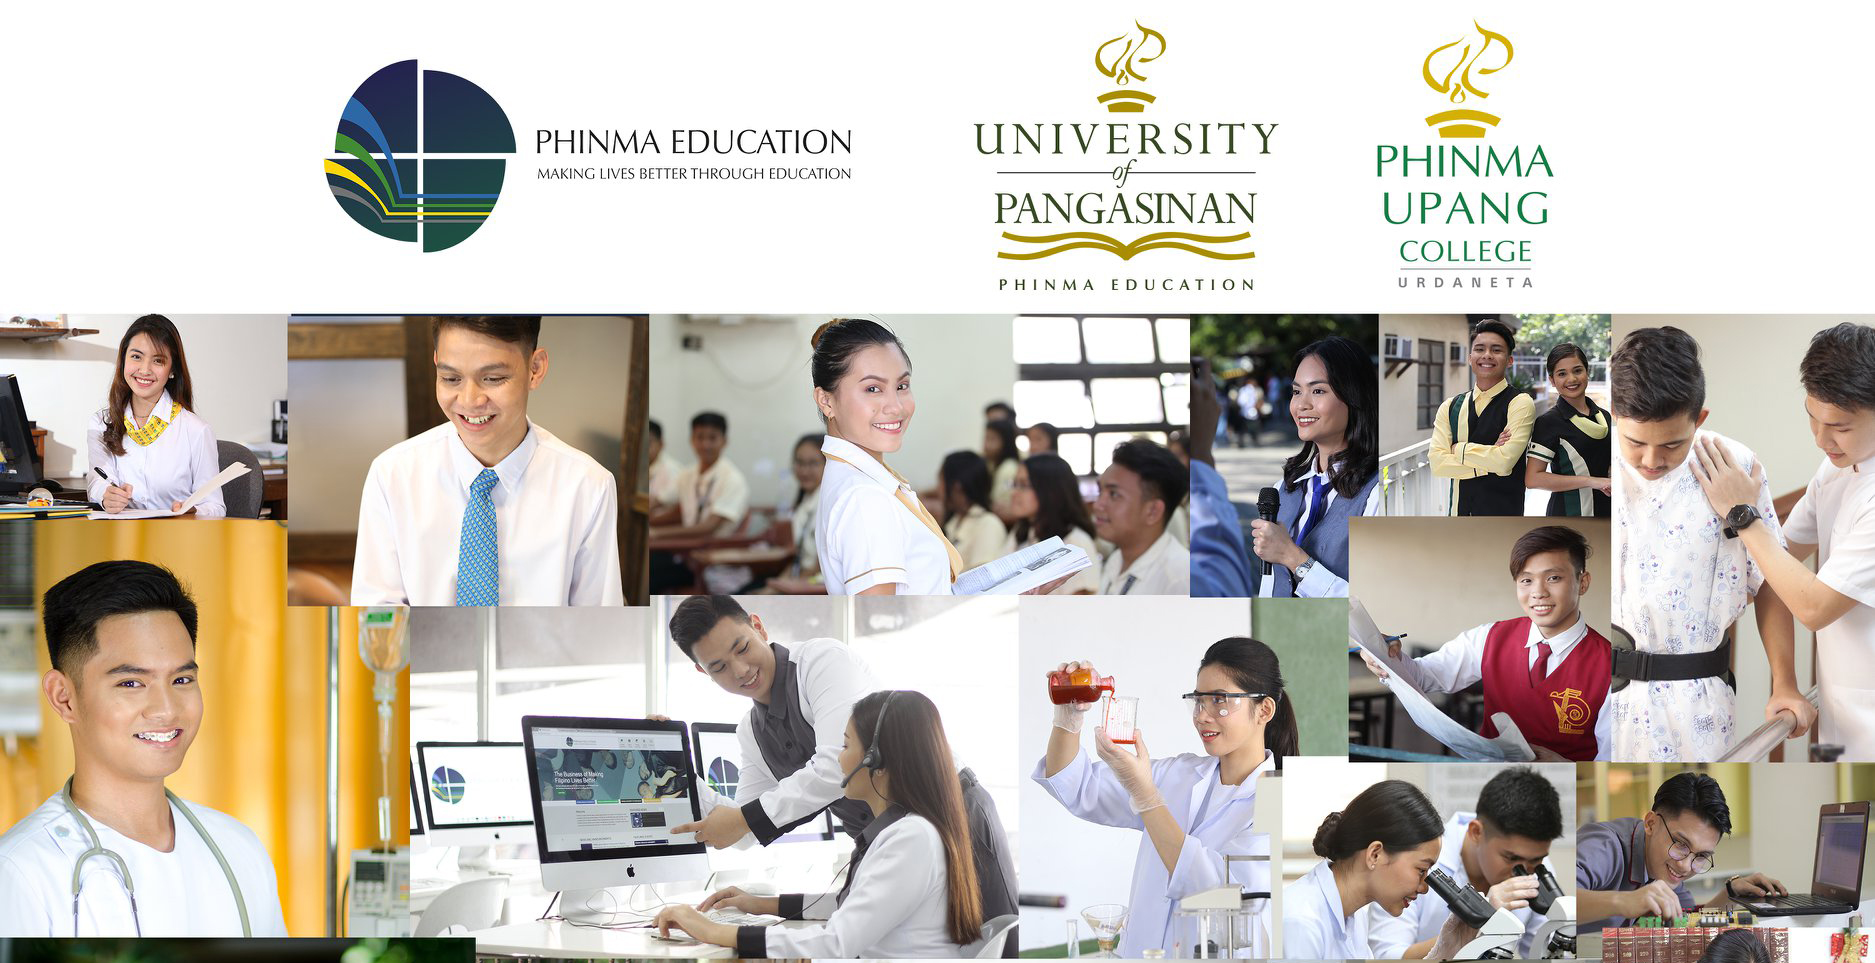 PHINMA EDUCATION
MAKING LIVES BETTER THROUGH EDUCATION
UNIVERSITY
of
PANGASINAN
PHINMA EDUCATION
PHINMA
UPANG
COLLEGE
URDANETA
The Business of Making
Filipino Lives Better.